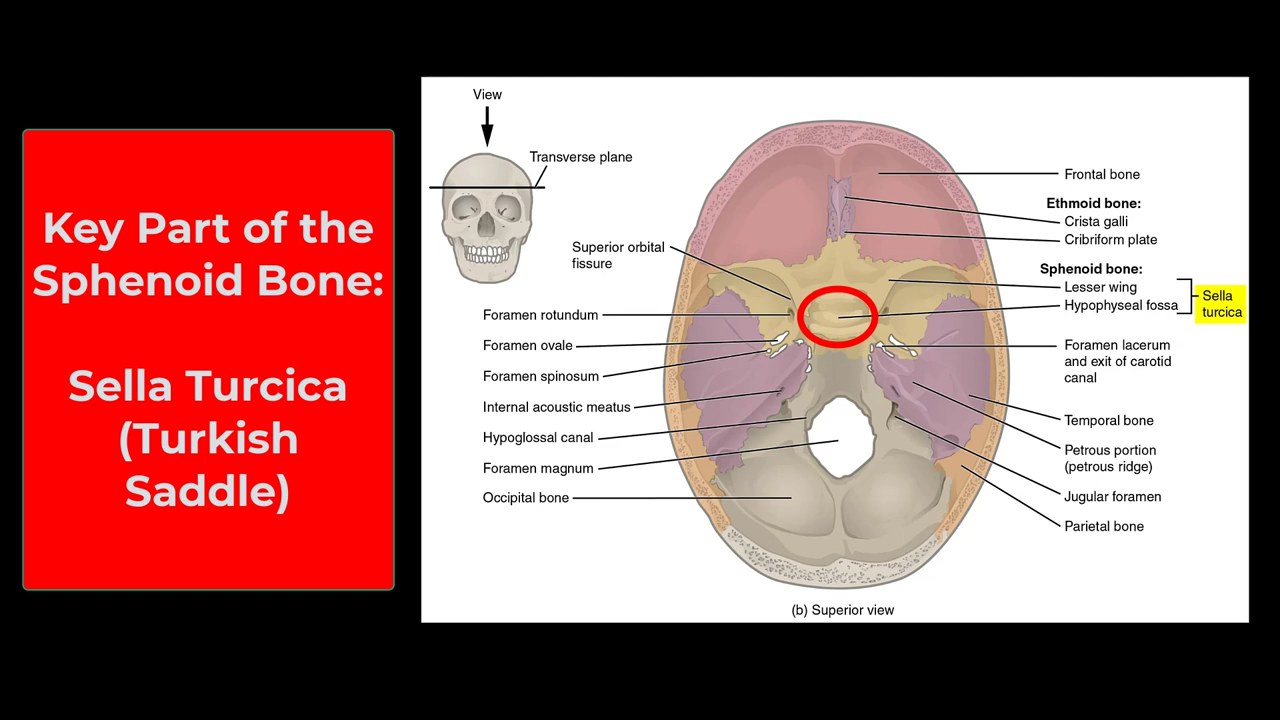 Key Part of the
Sphenoid Bone:
Sella Turcica
(Turkish
Saddle)
View
Transverse plane
Superior orbital
fissure
Foramen rotundum
Foramen ovale
Foramen spinosum
Internal acoustic meatus
Hypoglossal canal
Foramen magnum
Occipital bone
Frontal bone
Ethmoid bone:
Crista galli
Cribriform plate
Sphenoid bone:
Lesser wing
Hypophyseal fossa
Sella
turcica
Foramen lacerum
and exit of carotid
canal
Temporal bone
Petrous portion
(petrous ridge)
Jugular foramen
Parietal bone
(b) Superior view